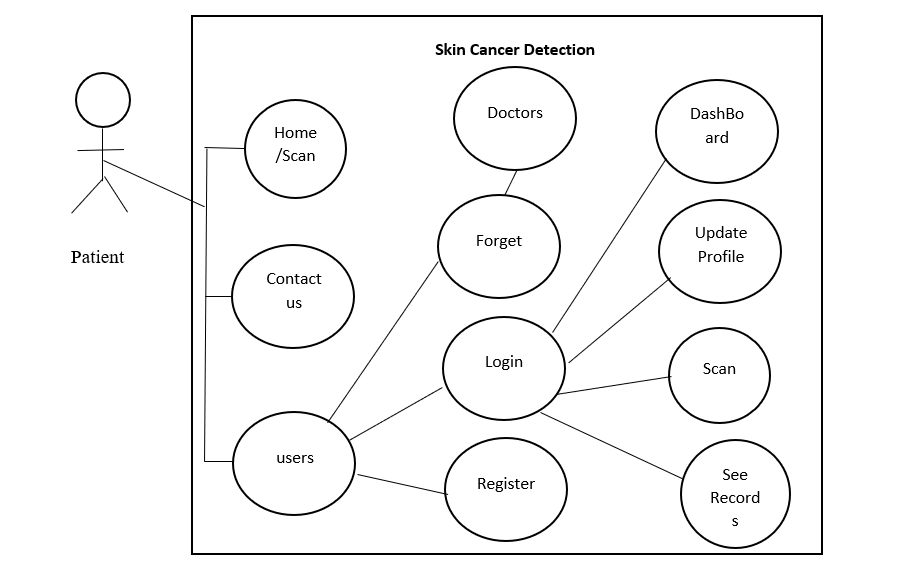 Skin Cancer Detection
Patient
Home
/Scan
Contact
us
users
Doctors
Forget
Login
Register
DashBo
ard
Update
Profile
Scan
See
Record
s